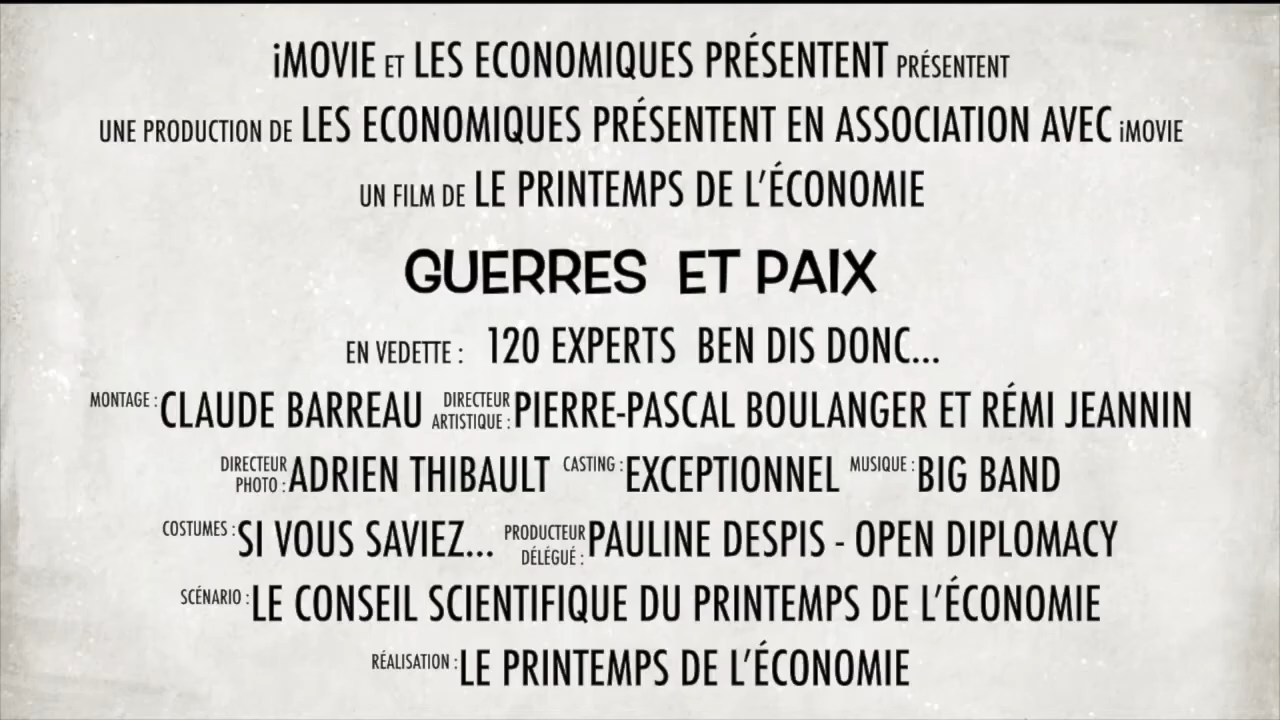 iMOVIE ET LES ECONOMIQUES PRÉSENTENT PRÉSENTENT
UNE PRODUCTION DE LES ECONOMIQUES PRÉSENTENT EN ASSOCIATION AVEC iMOVIE
UN FILM DE LE PRINTEMPS DE L'ÉCONOMIE
GUERRES ET PAIX
EN VEDETTE : 120 EXPERTS BEN DIS DONC...
MONTAGE : CLAUDE BARREAU DIRECTEUR ARTISTIQUE : PIERRE-PASCAL BOULANGER ET RÉMI JEANNIN
DIRECTEUR PHOTO : ADRIEN THIBAULT CASTING : EXCEPTIONNEL MUSIQUE : BIG BAND
COSTUMES : SI VOUS SAVIEZ... PRODUCTEUR DÉLÉGUÉ : PAULINE DESPIS - OPEN DIPLOMACY
SCÉNARIO : LE CONSEIL SCIENTIFIQUE DU PRINTEMPS DE L'ÉCONOMIE
RÉALISATION : LE PRINTEMPS DE L'ÉCONOMIE